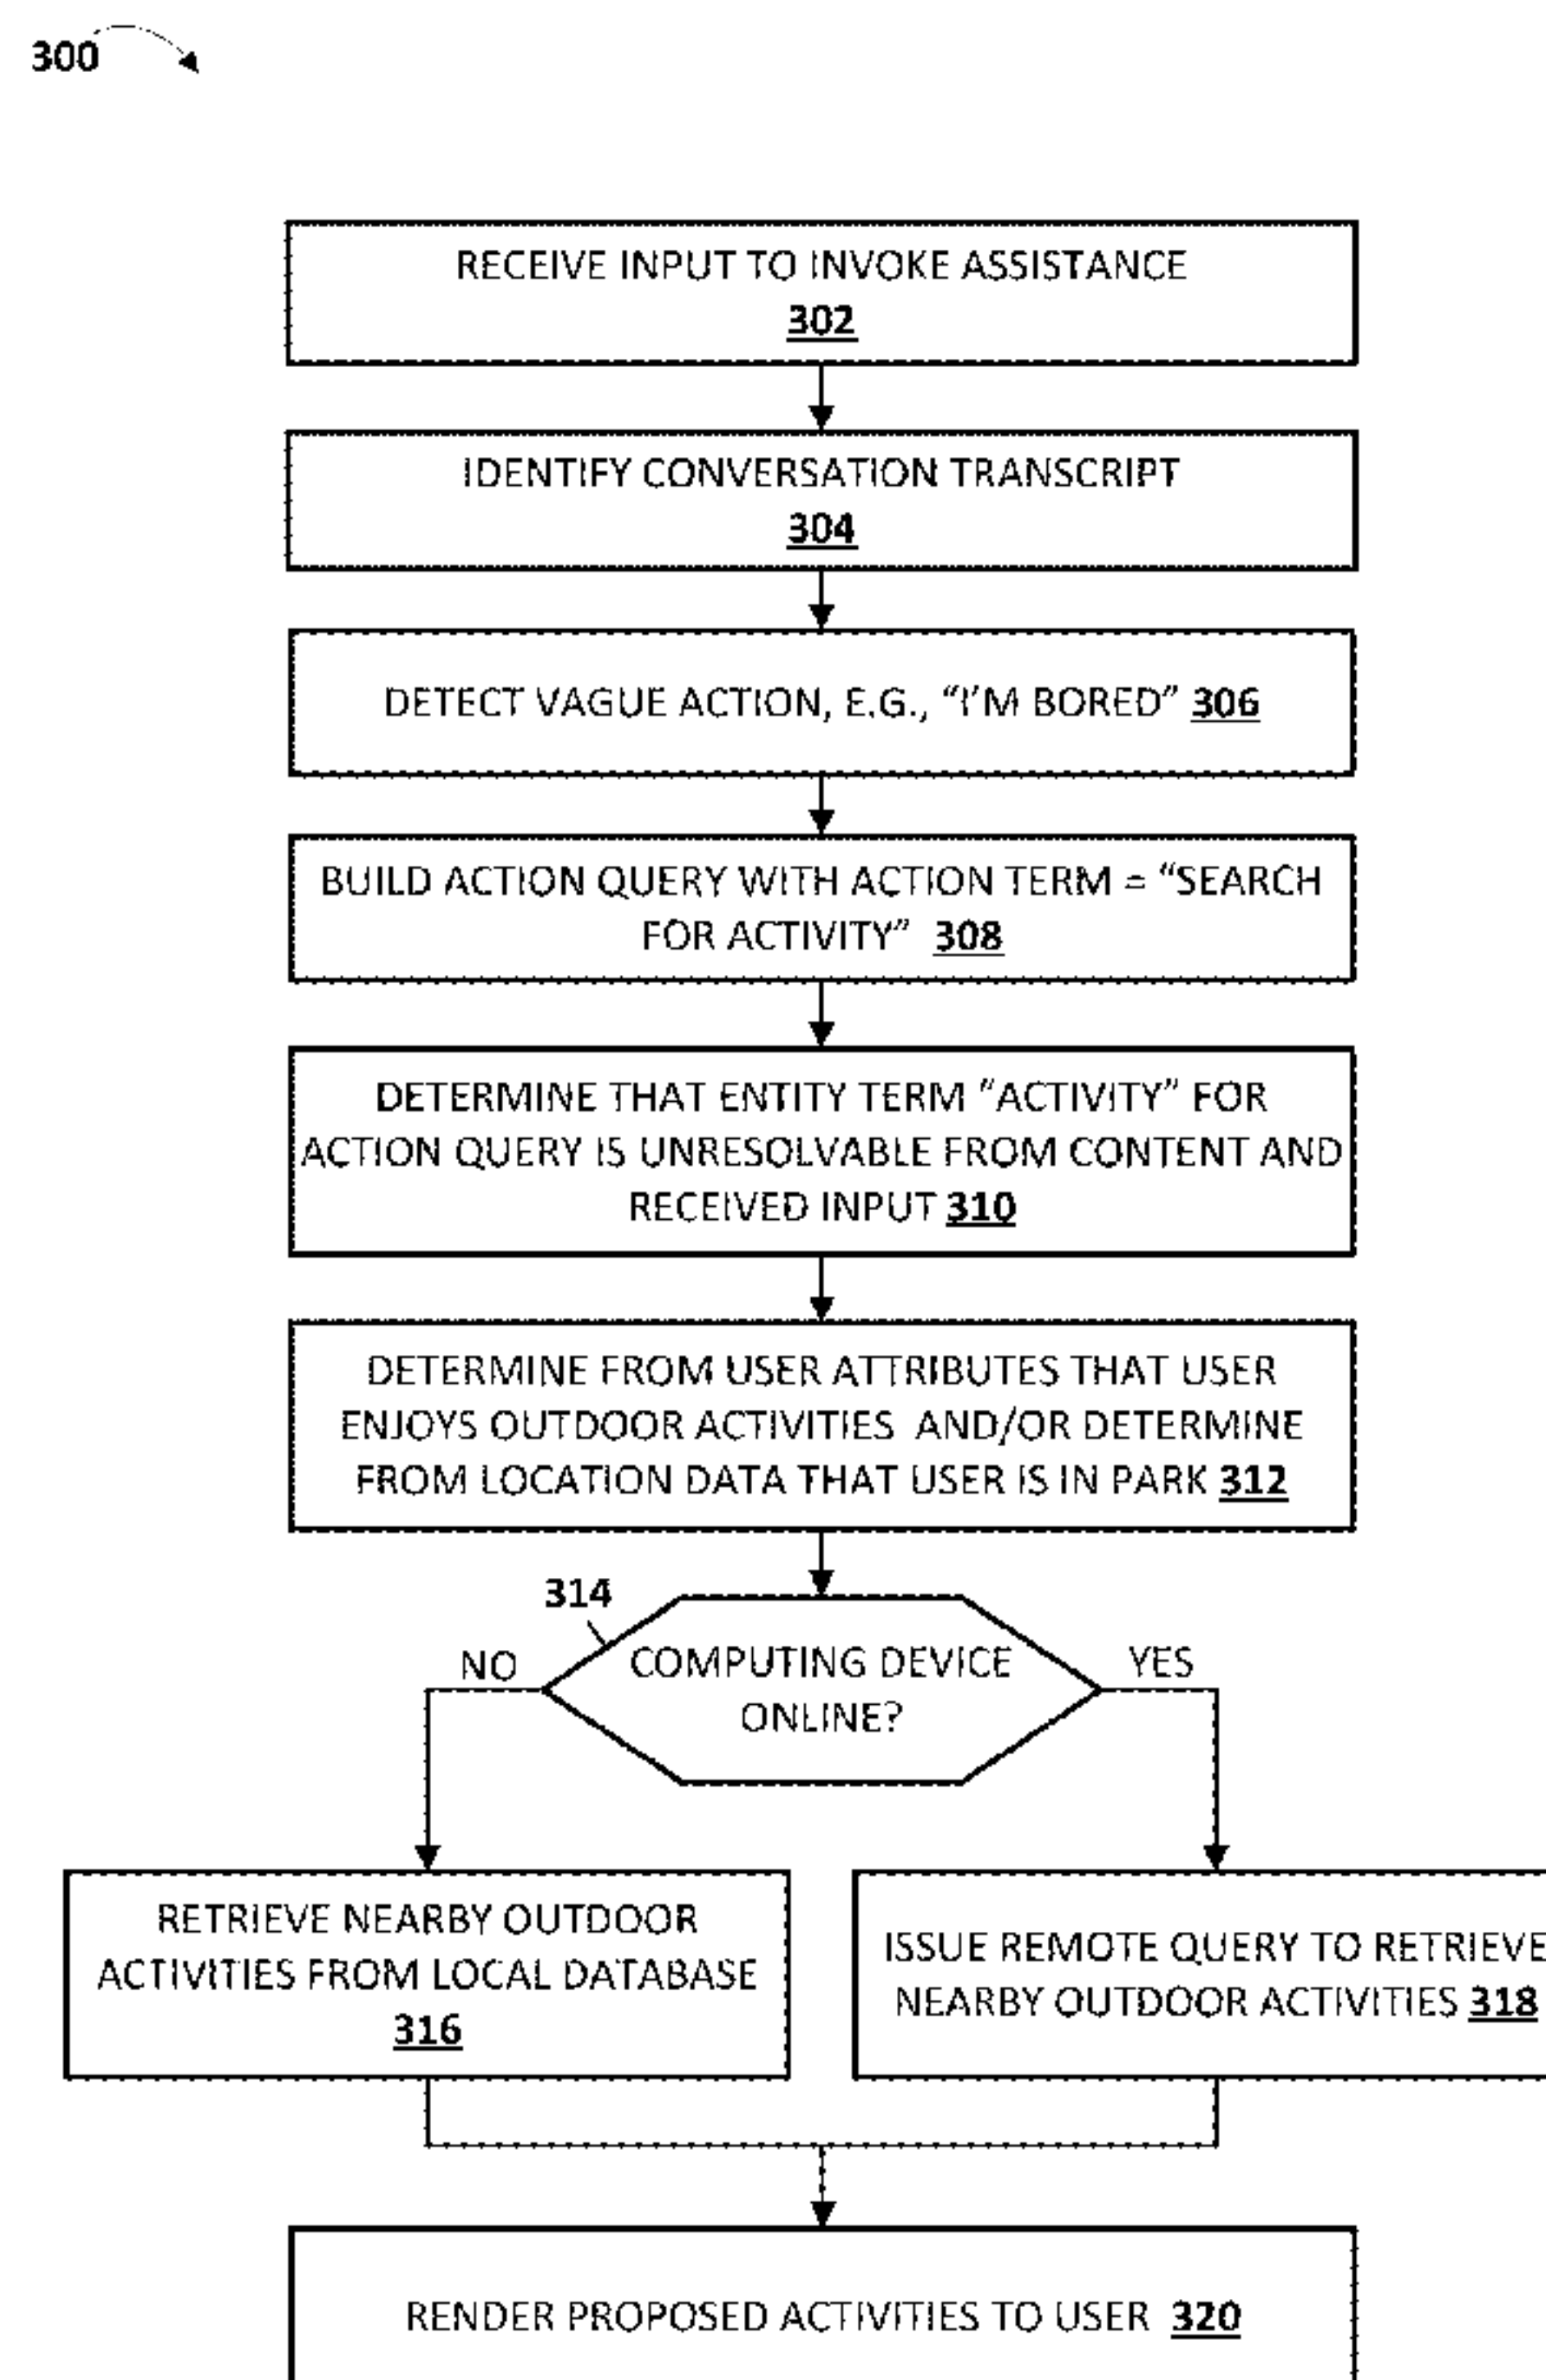 300
RECEIVE INPUT TO INVOKE ASSISTANCE
302
IDENTIFY CONVERSATION TRANSCRIPT
304
DETECT VAGUE ACTION, E.G., “I’M BORED” 306
BUILD ACTION QUERY WITH ACTION TERM = “SEARCH
FOR ACTIVITY” 308
DETERMINE THAT ENTITY TERM “ACTIVITY” FOR
ACTION QUERY IS UNRESOLVABLE FROM CONTENT AND
RECEIVED INPUT 310
DETERMINE FROM USER ATTRIBUTES THAT USER
ENJOYS OUTDOOR ACTIVITIES AND/OR DETERMINE
FROM LOCATION DATA THAT USER IS IN PARK 312
314
NO
COMPUTING DEVICE
ONLINE?
YES
RETRIEVE NEARBY OUTDOOR
ACTIVITIES FROM LOCAL DATABASE
316
ISSUE REMOTE QUERY TO RETRIEVE
NEARBY OUTDOOR ACTIVITIES 318
RENDER PROPOSED ACTIVITIES TO USER 320